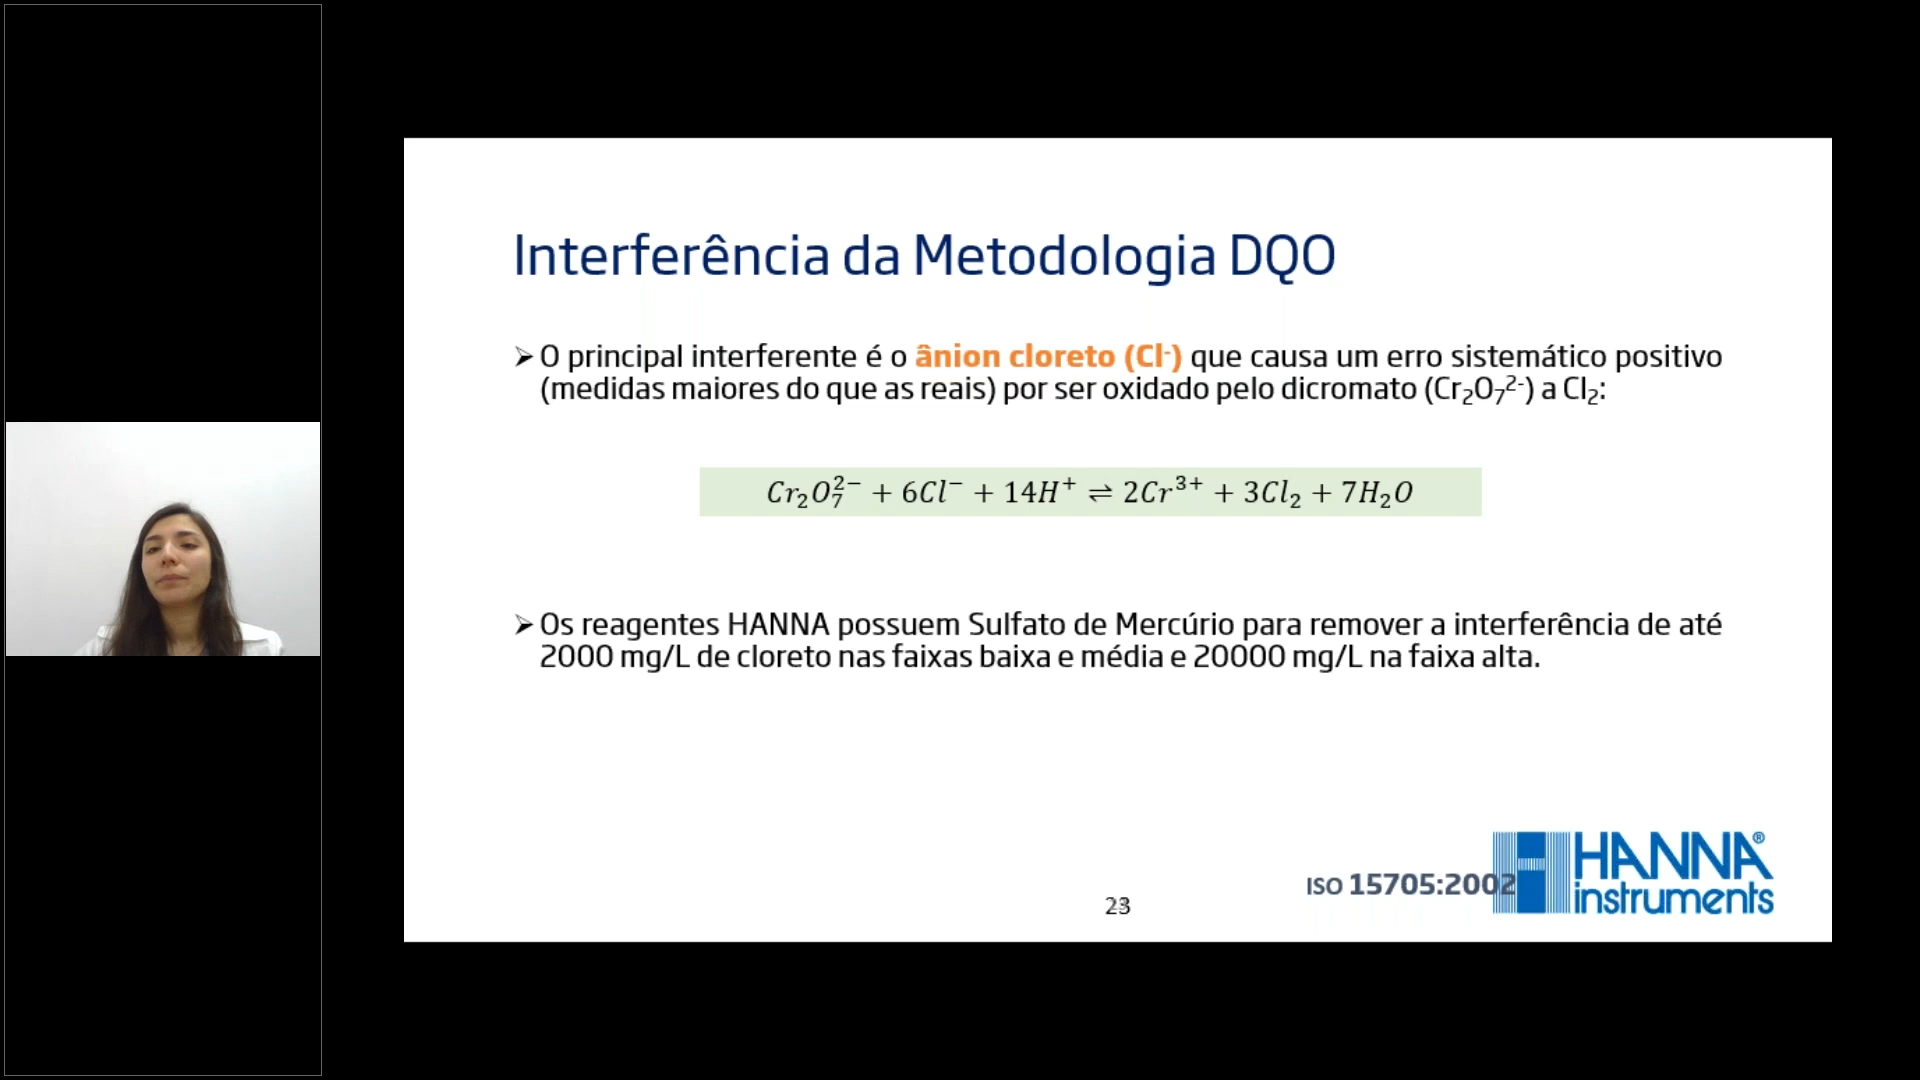 Interferência da Metodologia DQO
➢ O principal interferente é o ânion cloreto (Cl⁻) que causa um erro sistemático positivo
(medidas maiores do que as reais) por ser oxidado pelo dicromato (Cr₂O₇²⁻) a Cl₂:
Cr₂O₇²⁻ + 6Cl⁻ + 14H⁺ ⇌ 2Cr³⁺ + 3Cl₂ + 7H₂O
➢ Os reagentes HANNA possuem Sulfato de Mercúrio para remover a interferência de até
2000 mg/L de cloreto nas faixas baixa e média e 20000 mg/L na faixa alta.
ISO 15705:2002
HANNA®
instruments
23